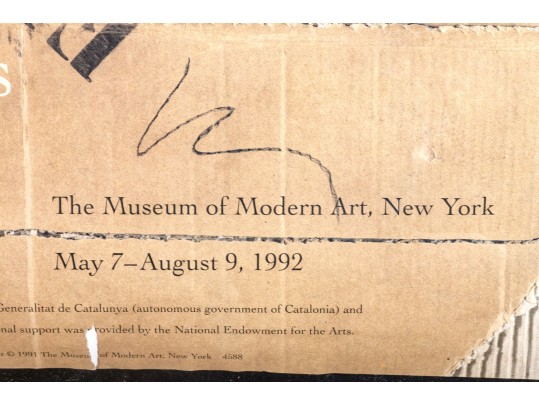 s
The Museum of Modern Art, New York
May 7–August 9, 1992
Generalitat de Catalunya (autonomous government of Catalonia) and
nal support was provided by the National Endowment for the Arts.
t © 1991 The Museum of Modern Art, New York 4588